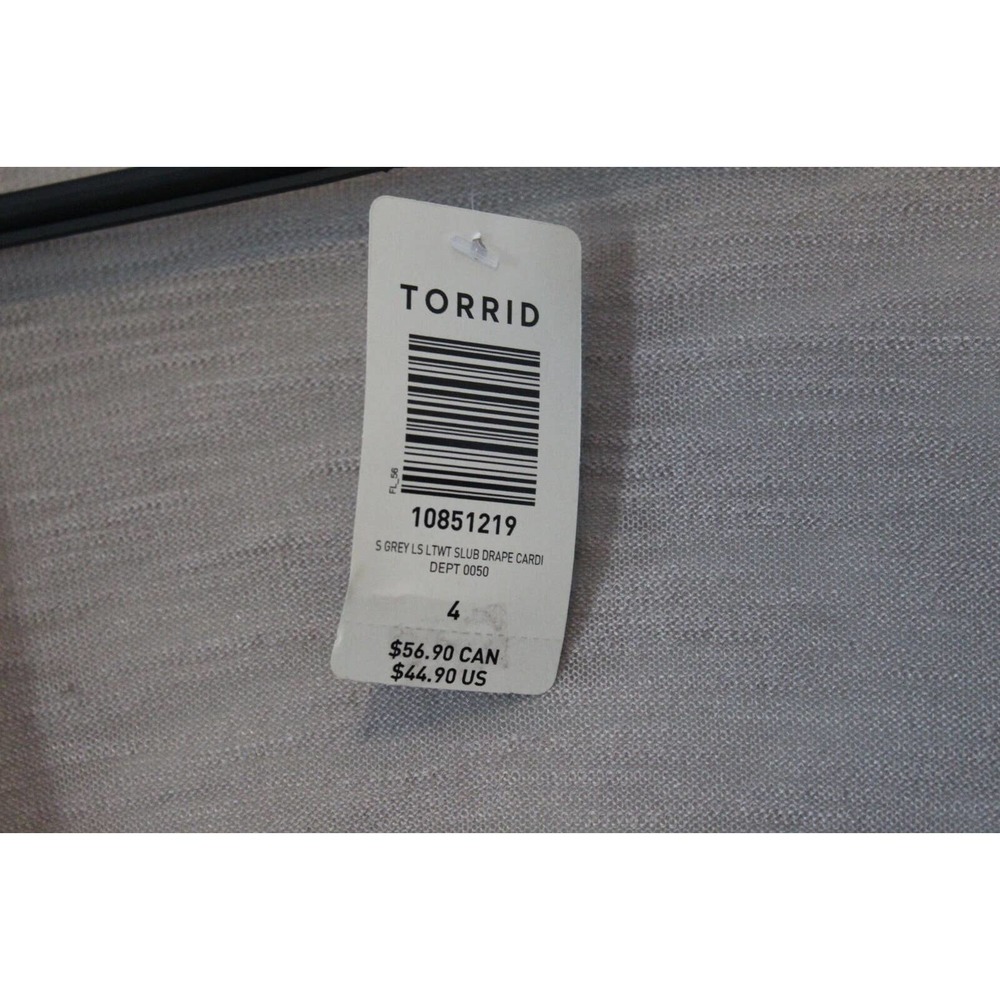 TORRID
FL_56
10851219
S GREY LS LTWT SLUB DRAPE CARDI
DEPT 0050
4
$56.90 CAN
$44.90 US